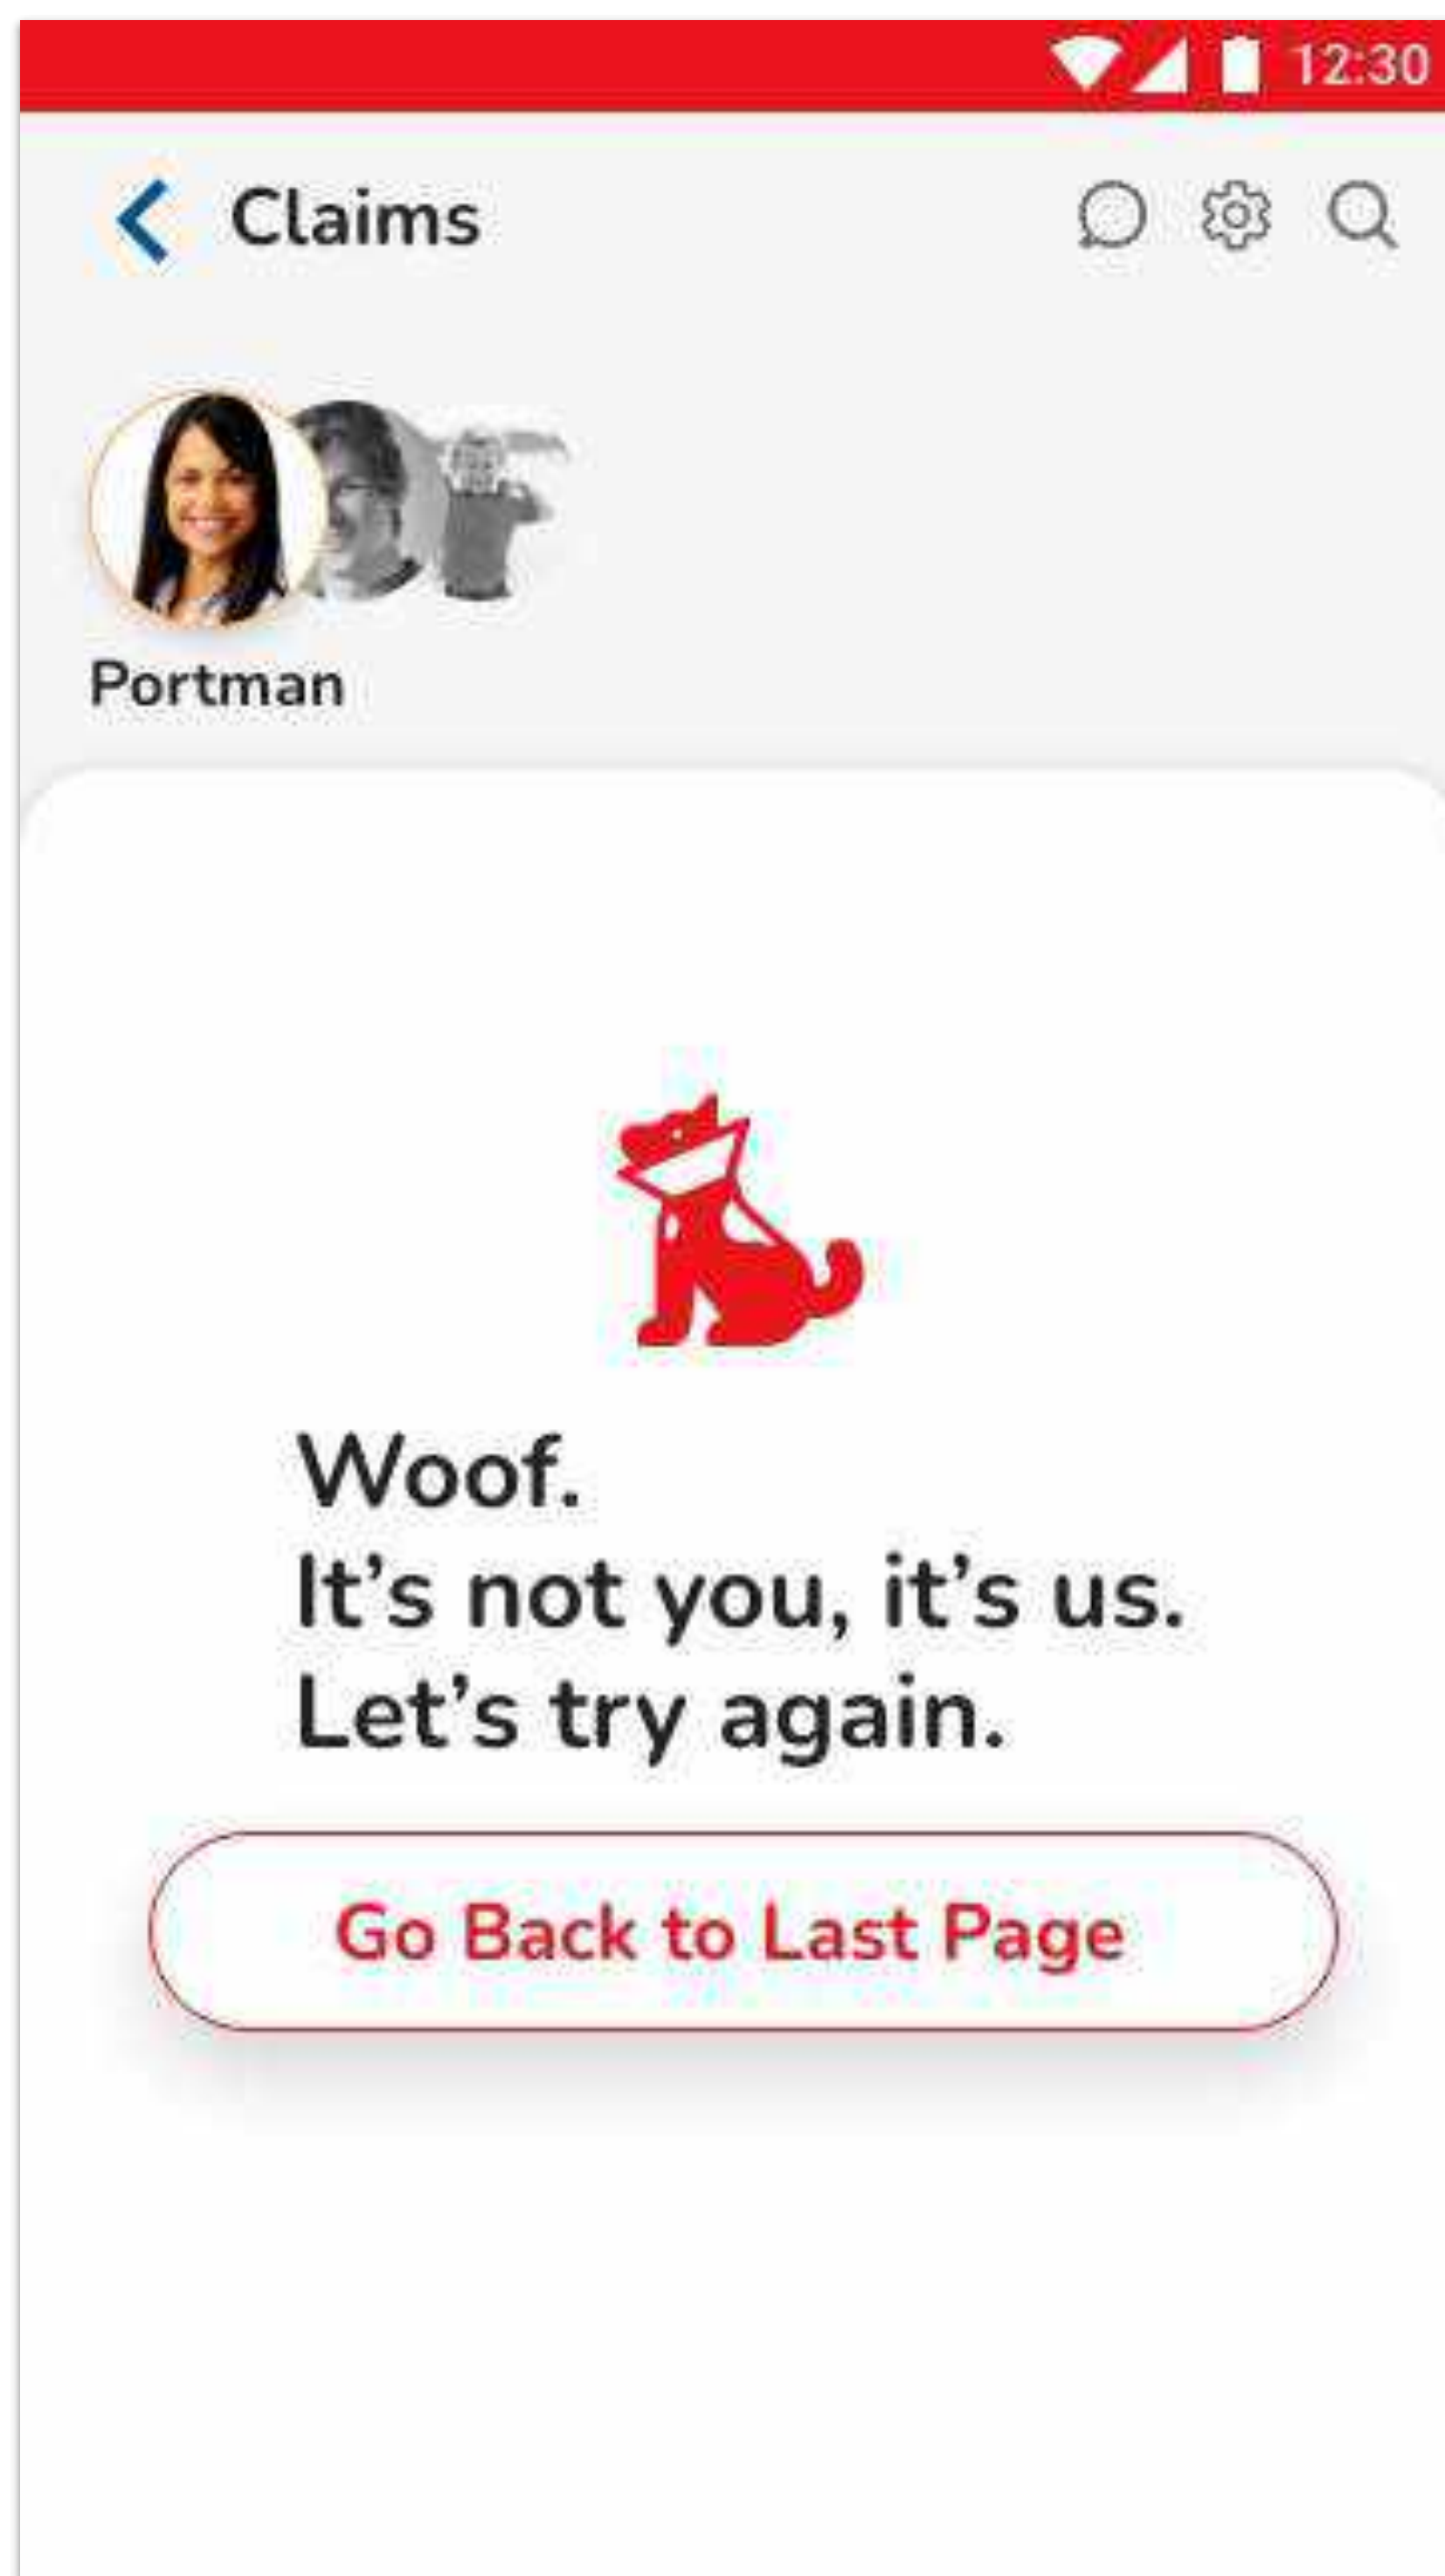 12:30
Claims
Portman
Woof.
It’s not you, it’s us.
Let’s try again.
Go Back to Last Page